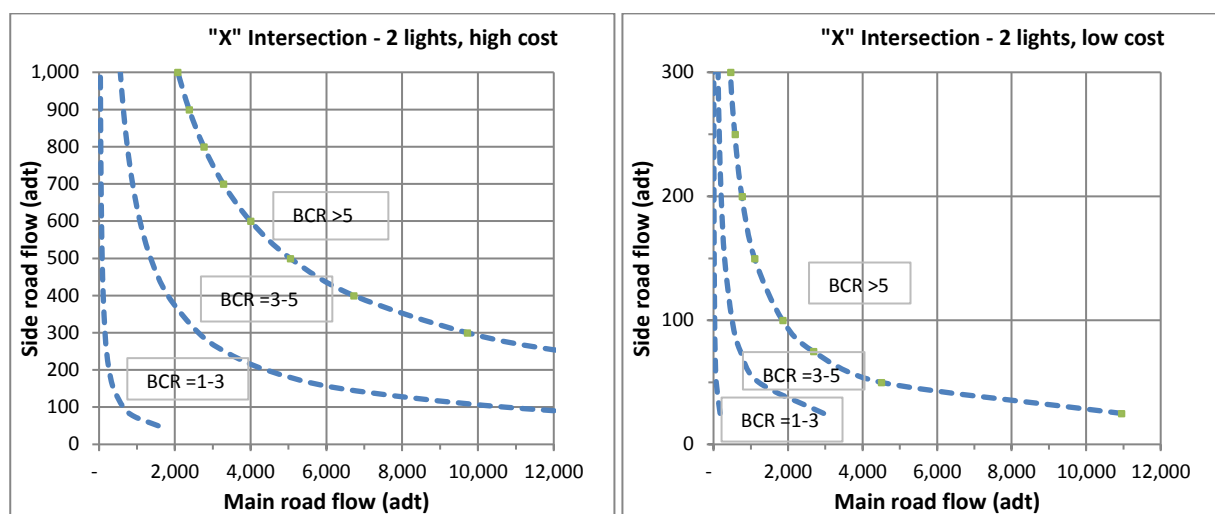 "X" Intersection - 2 lights, high cost
1,000
900
800
700
600
500
400
300
200
100
0
Side road flow (adt)
BCR >5
BCR =3-5
BCR =1-3
- 2,000 4,000 6,000 8,000 10,000 12,000
Main road flow (adt)
"X" Intersection - 2 lights, low cost
300
200
100
0
Side road flow (adt)
BCR >5
BCR =3-5
BCR =1-3
- 2,000 4,000 6,000 8,000 10,000 12,000
Main road flow (adt)